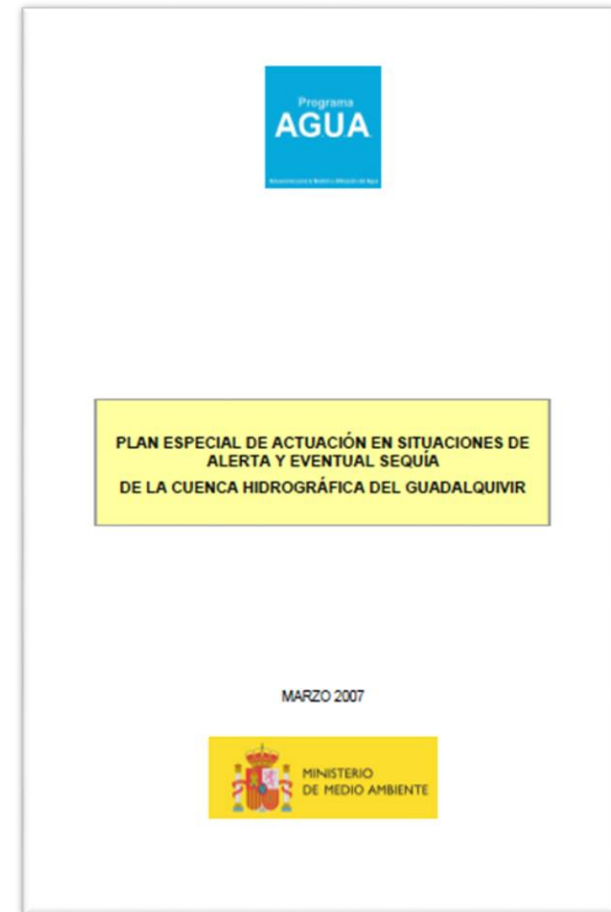 Programa
AGUA
PLAN ESPECIAL DE ACTUACIÓN EN SITUACIONES DE
ALERTA Y EVENTUAL SEQUÍA
DE LA CUENCA HIDROGRÁFICA DEL GUADALQUIVIR
MARZO 2007
MINISTERIO
DE MEDIO AMBIENTE